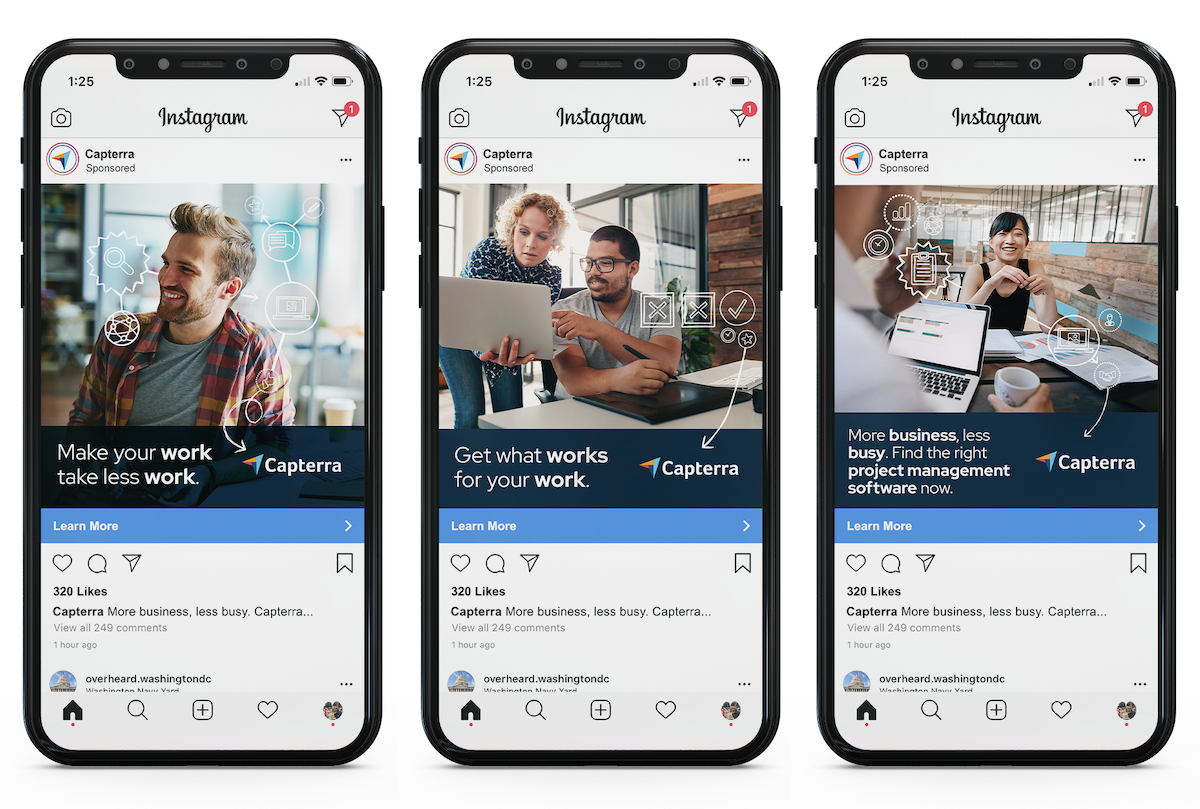 1:25
Instagram
1
Capterra
Sponsored
Make your work
take less work.
Capterra
Learn More
320 Likes
Capterra More business, less busy. Capterra...
View all 249 comments
1 hour ago
overheard.washingtondc
Washington Navy Yard
1:25
Instagram
1
Capterra
Sponsored
Get what works
for your work.
Capterra
Learn More
320 Likes
Capterra More business, less busy. Capterra...
View all 249 comments
1 hour ago
overheard.washingtondc
Washington Navy Yard
1:25
Instagram
1
Capterra
Sponsored
More business, less
busy. Find the right
project management
software now.
Capterra
Learn More
320 Likes
Capterra More business, less busy. Capterra...
View all 249 comments
1 hour ago
overheard.washingtondc
Washington Navy Yard